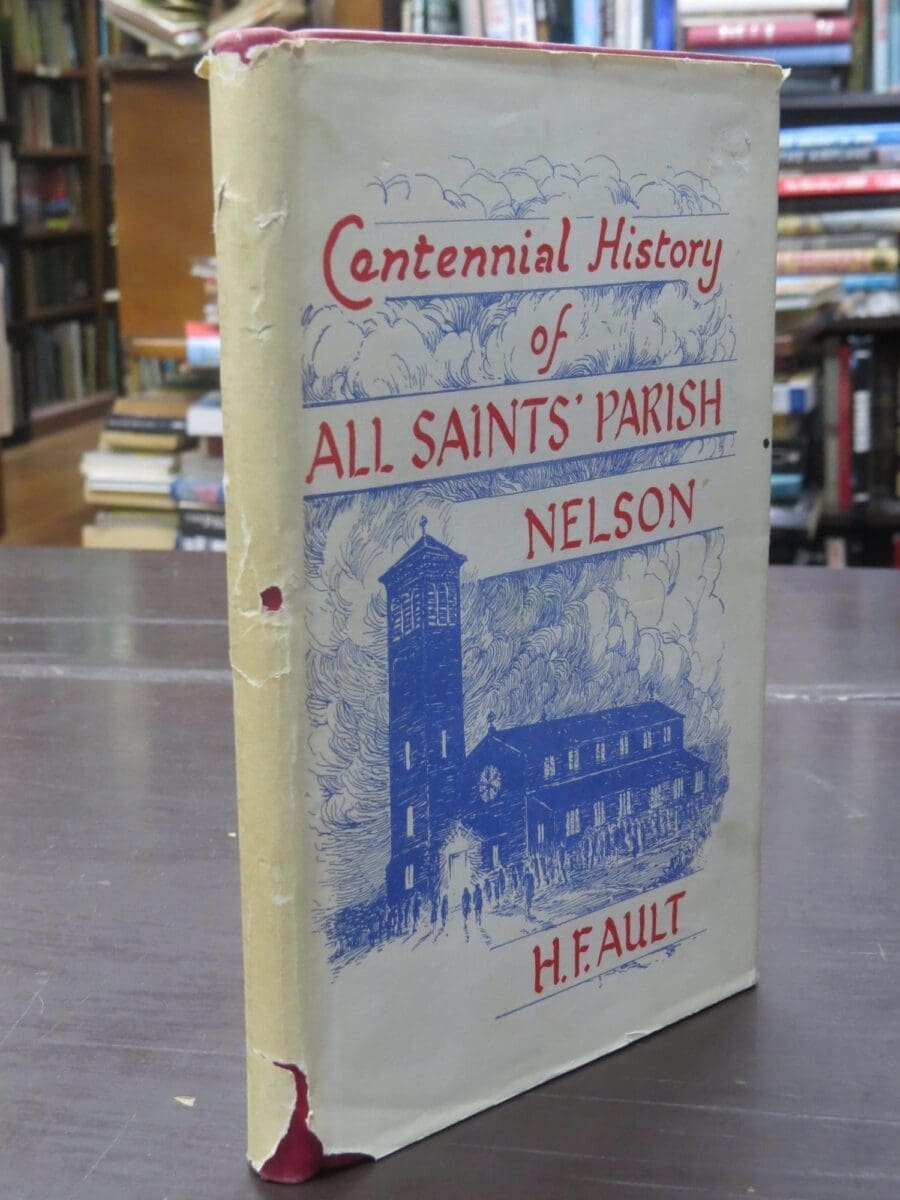 Centennial History
of
ALL SAINTS' PARISH
NELSON
H.F. AULT